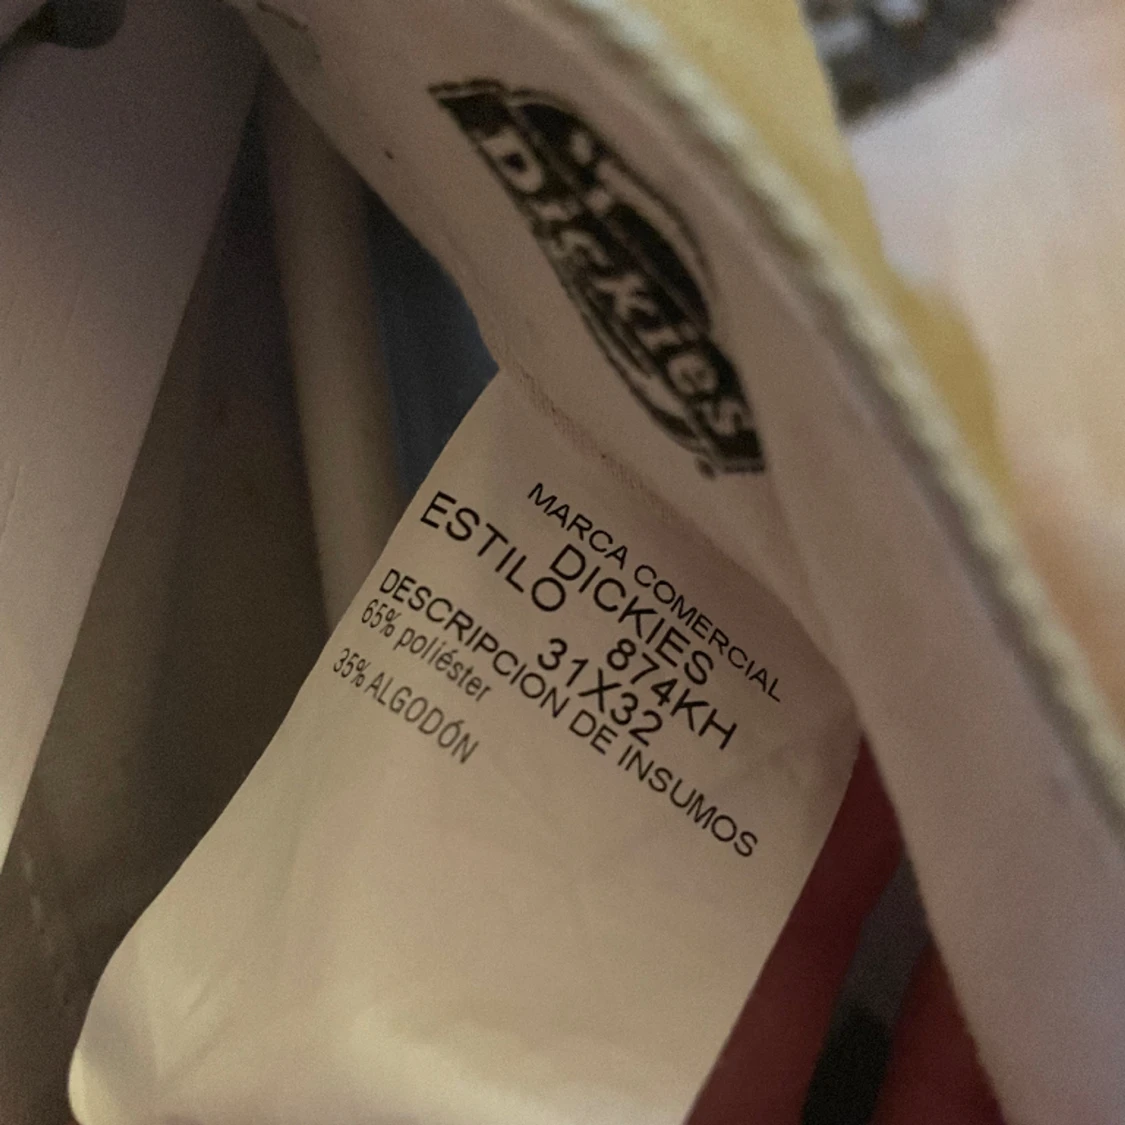 Dickies
MARCA COMERCIAL
DICKIES
ESTILO 874KH
31X32
DESCRIPCION DE INSUMOS
65% poliéster
35% ALGODÓN